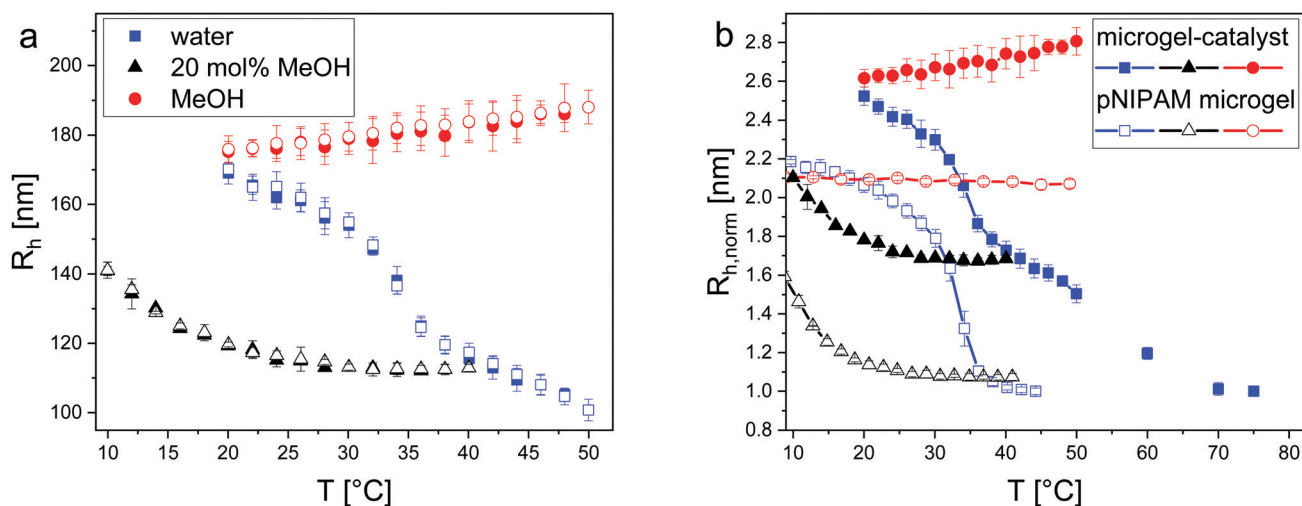 a
water
20 mol% MeOH
MeOH
200
180
160
140
120
100
R_h [nm]
10 15 20 25 30 35 40 45 50
T [°C]
b
microgel-catalyst
pNIPAM microgel
2.8
2.6
2.4
2.2
2.0
1.8
1.6
1.4
1.2
1.0
0.8
R_h,norm [nm]
10 20 30 40 50 60 70 80
T [°C]